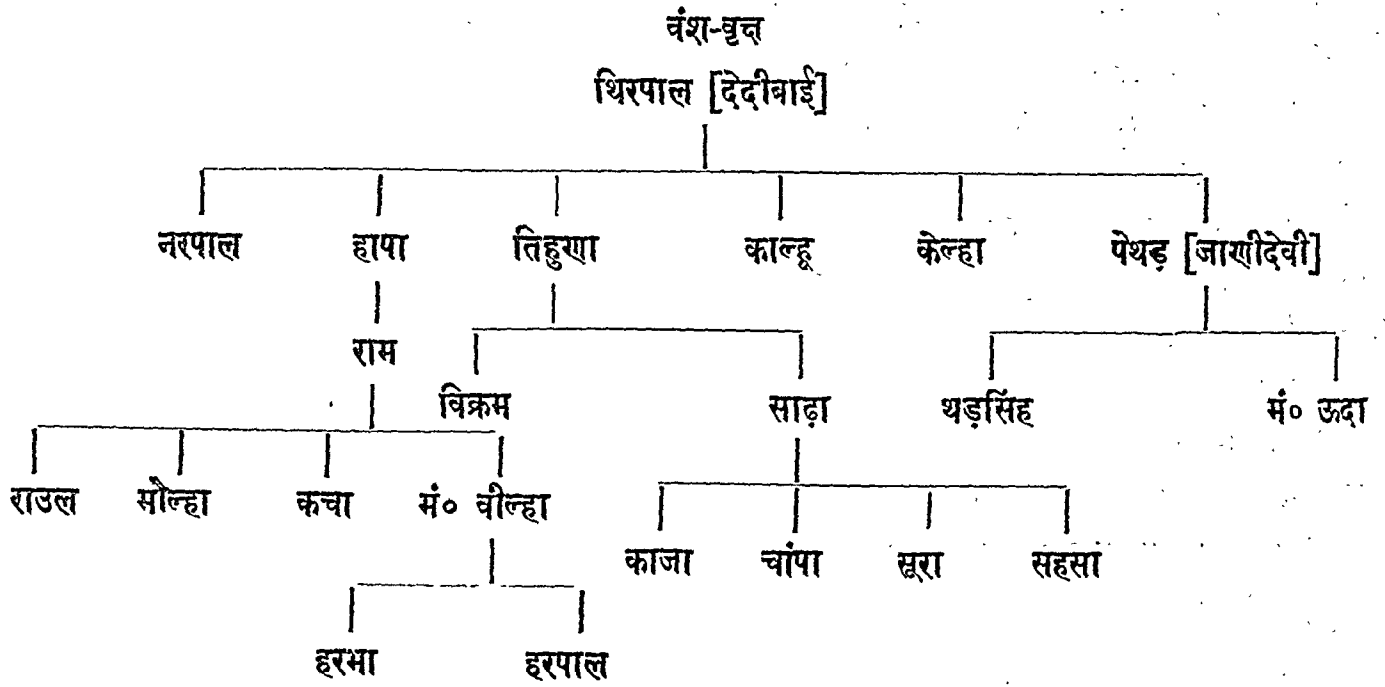 वंश-वृक्ष
थिरपाल [देदीबाई]
नरपाल हापा तिहुणा काल्हू केल्हा पेथड़ [जाणीदेवी]
राम
विक्रम साढ़ा थड़सिंह मं० ऊदा
राउल मोल्हा कचा मं० वील्हा
काजा चांपा सूरा सहसा
हरभा हरपाल